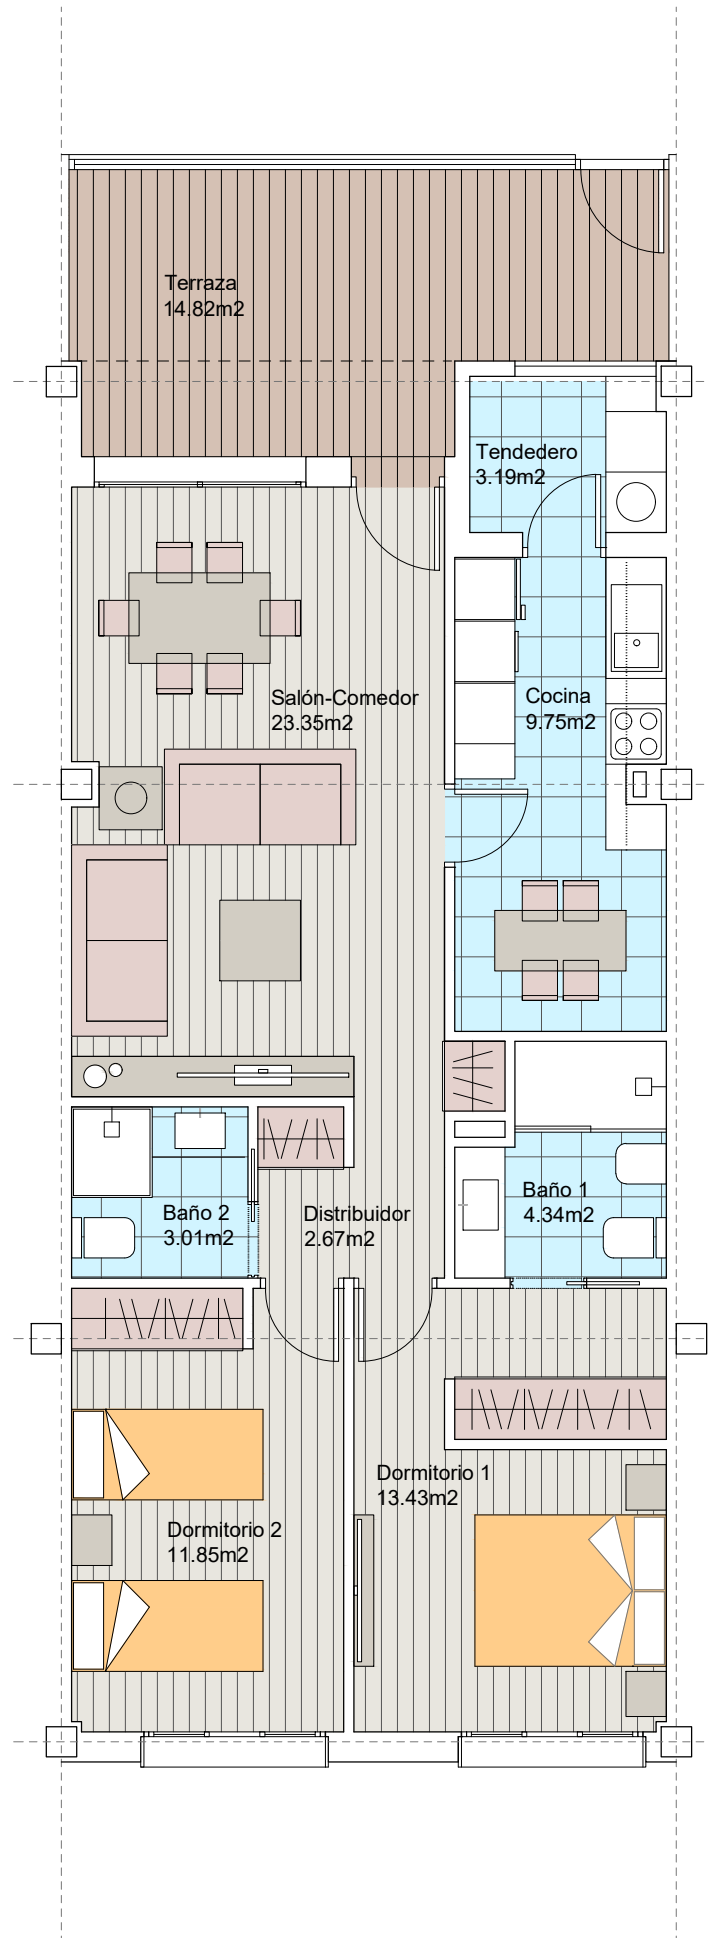 Terraza
14.82m2
Tendedero
3.19m2
Salón-Comedor
23.35m2
Cocina
9.75m2
Baño 1
4.34m2
Baño 2
3.01m2
Distribuidor
2.67m2
Dormitorio 1
13.43m2
Dormitorio 2
11.85m2